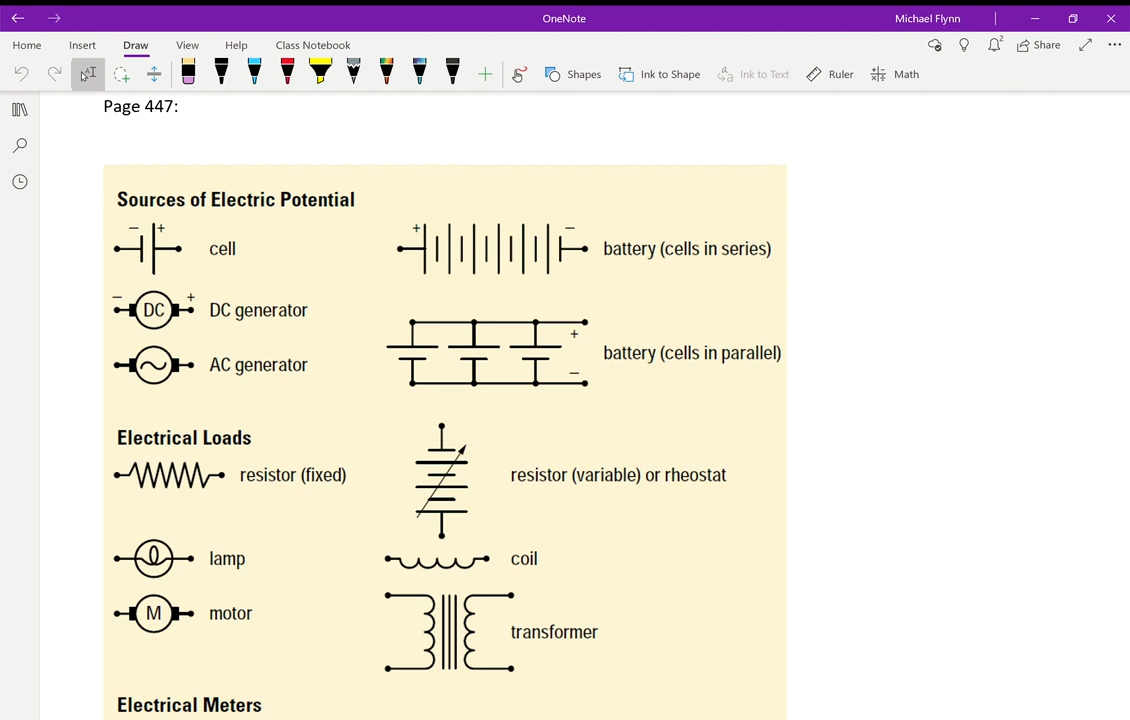 OneNote
Michael Flynn
Home Insert Draw View Help Class Notebook
Share
Shapes Ink to Shape Ink to Text Ruler Math
Page 447:
Sources of Electric Potential
− + cell
+ − battery (cells in series)
− DC + DC generator
AC generator
+ − battery (cells in parallel)
Electrical Loads
resistor (fixed)
resistor (variable) or rheostat
lamp
coil
M motor
transformer
Electrical Meters